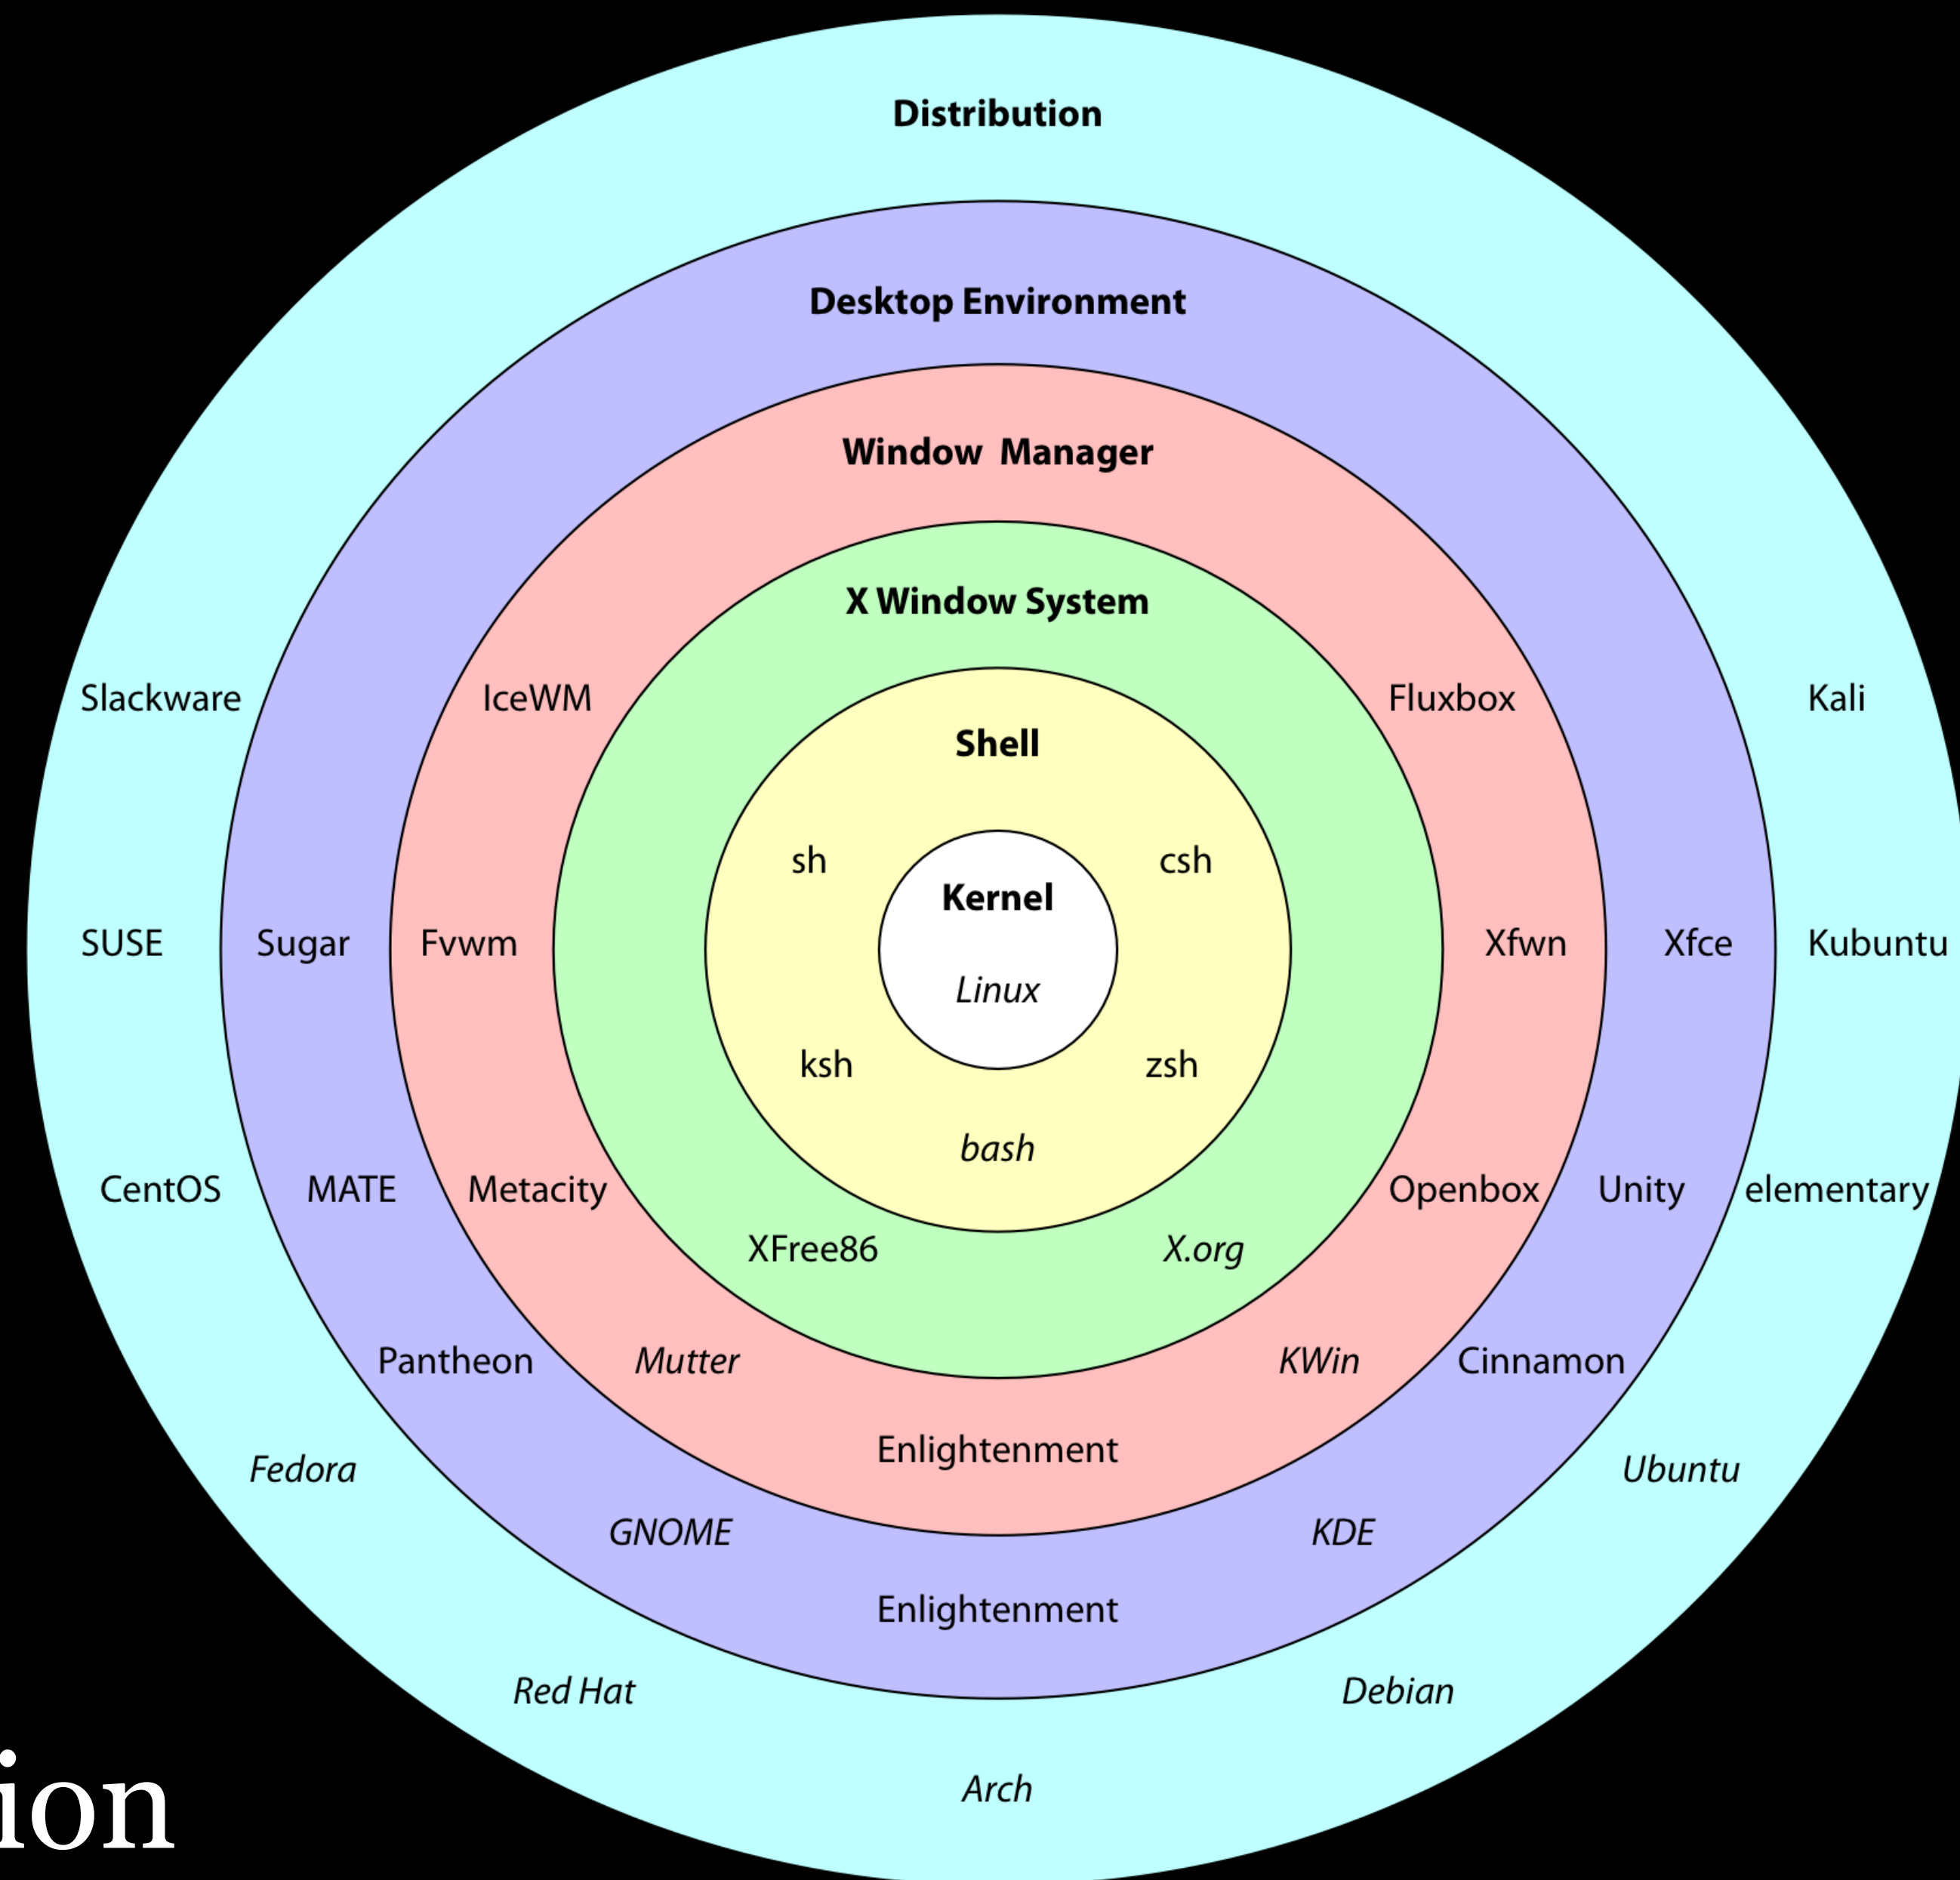 Distribution
Desktop Environment
Window Manager
X Window System
Slackware IceWM Fluxbox Kali
Shell
sh csh
Kernel
SUSE Sugar Fvwm Xfwn Xfce Kubuntu
Linux
ksh zsh
bash
CentOS MATE Metacity Openbox Unity elementary
XFree86 X.org
Pantheon Mutter KWin Cinnamon
Enlightenment
Fedora Ubuntu
GNOME KDE
Enlightenment
Red Hat Debian
Arch
ion